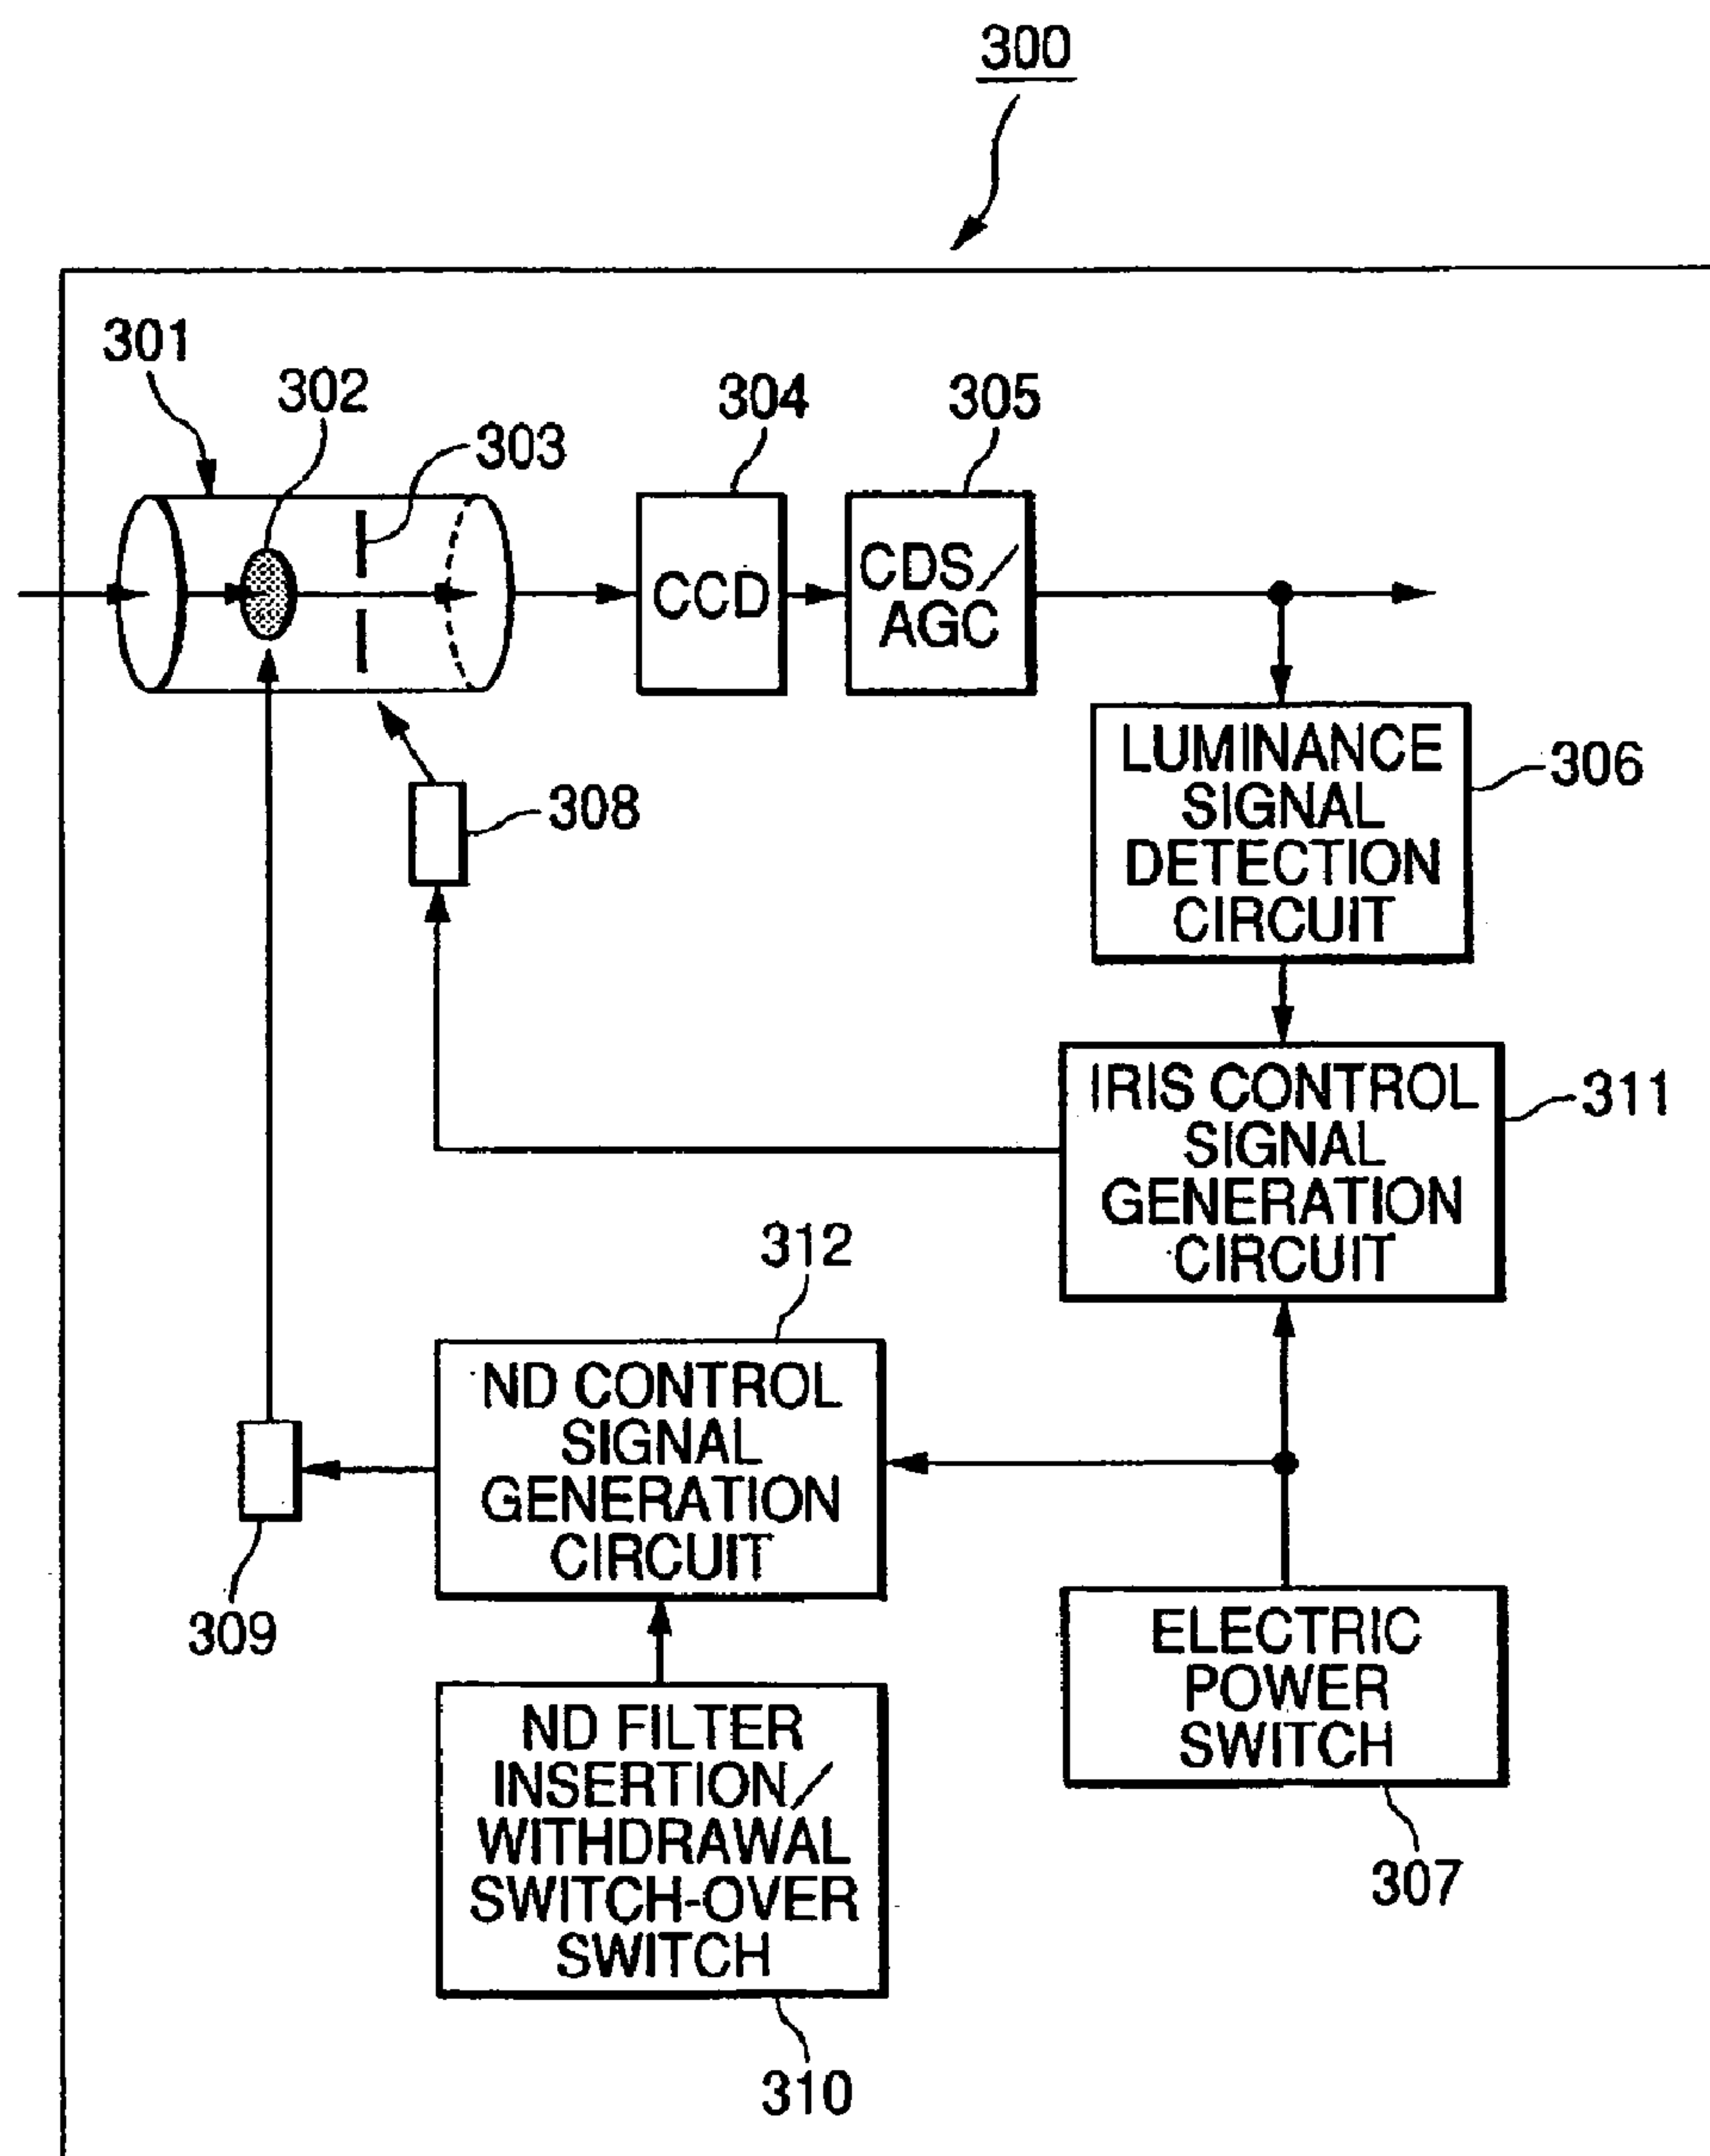 300
301
302
303
304
305
CCD
CDS/
AGC
LUMINANCE
SIGNAL
DETECTION
CIRCUIT
306
308
IRIS CONTROL
SIGNAL
GENERATION
CIRCUIT
311
312
ND CONTROL
SIGNAL
GENERATION
CIRCUIT
309
ELECTRIC
POWER
SWITCH
307
ND FILTER
INSERTION/
WITHDRAWAL
SWITCH-OVER
SWITCH
310